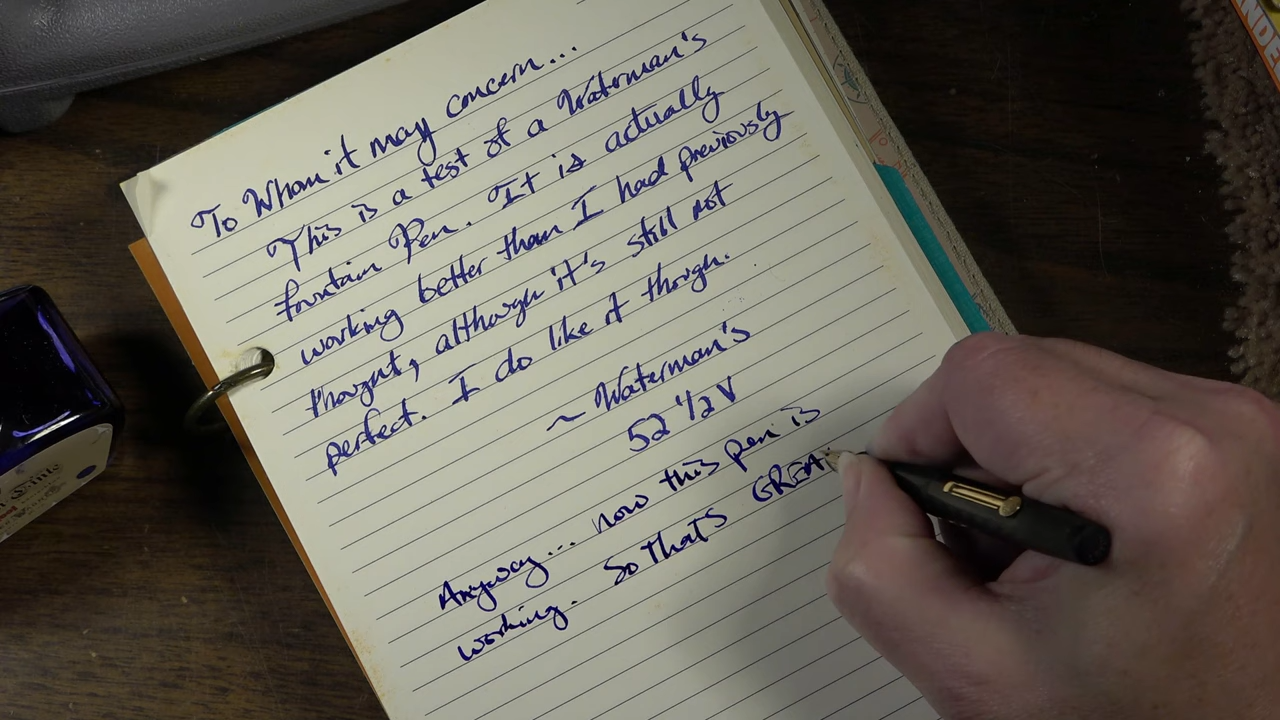 To Whom it may concern...
This is a test of a Waterman's
fountain Pen. It is actually
working better than I had previously
thought, although it's still not
perfect. I do like it though.
~ Waterman's
52 1/2 V
Anyway... now this pen is
working. So that's GREA
NDE